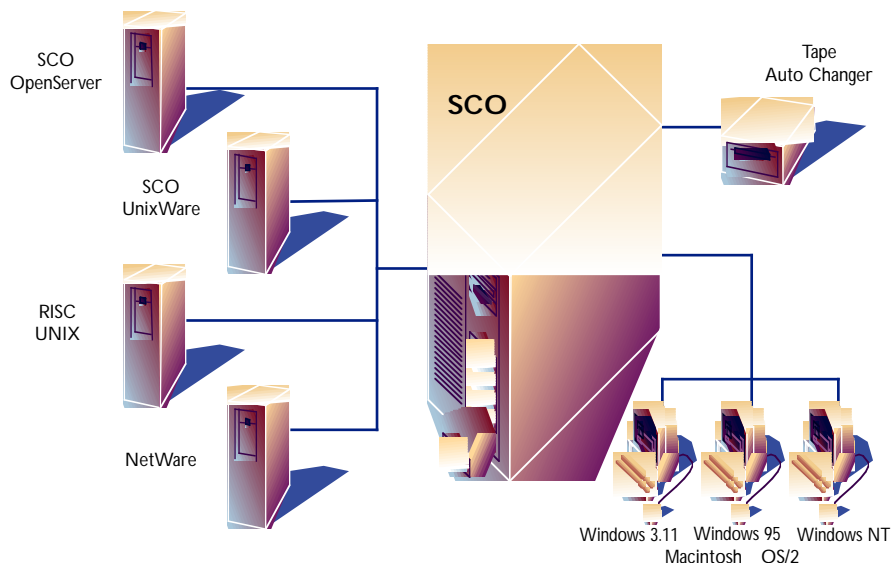 SCO
OpenServer
SCO
UnixWare
RISC
UNIX
NetWare
SCO
Tape
Auto Changer
Windows 3.11 Windows 95 Windows NT
Macintosh OS/2